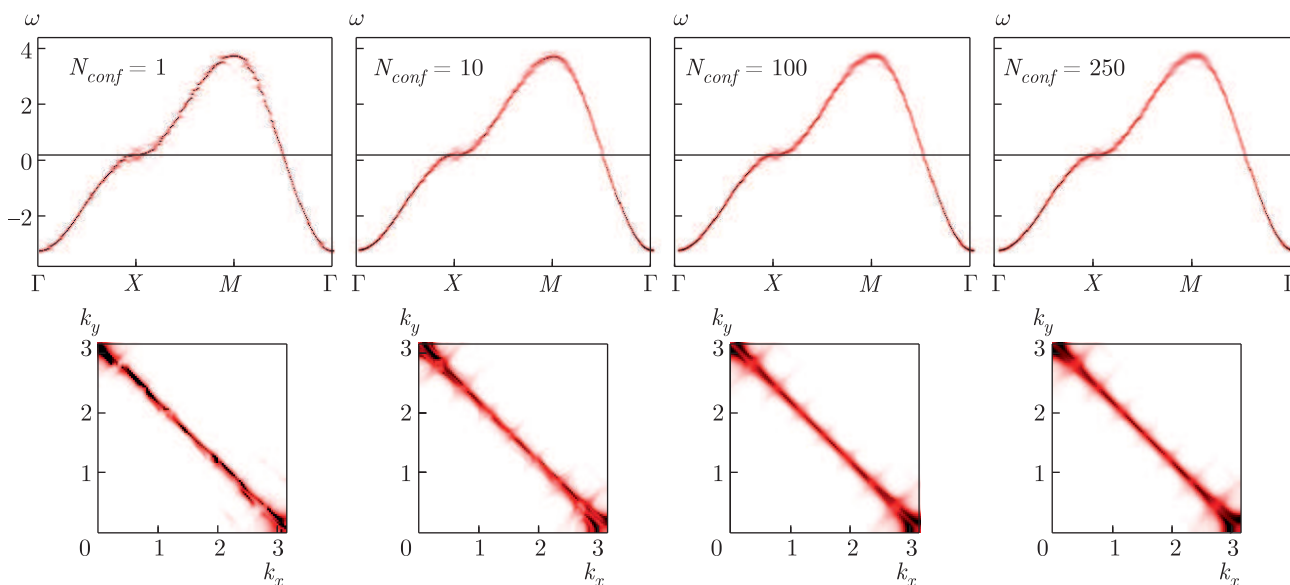 ω ω ω ω
4
N_conf = 1 N_conf = 10 N_conf = 100 N_conf = 250
2
0
−2
Γ X M Γ Γ X M Γ Γ X M Γ Γ X M Γ
k_y k_y k_y k_y
3 3 3 3
2 2 2 2
1 1 1 1
0 1 2 3 0 1 2 3 0 1 2 3 0 1 2 3
k_x k_x k_x k_x